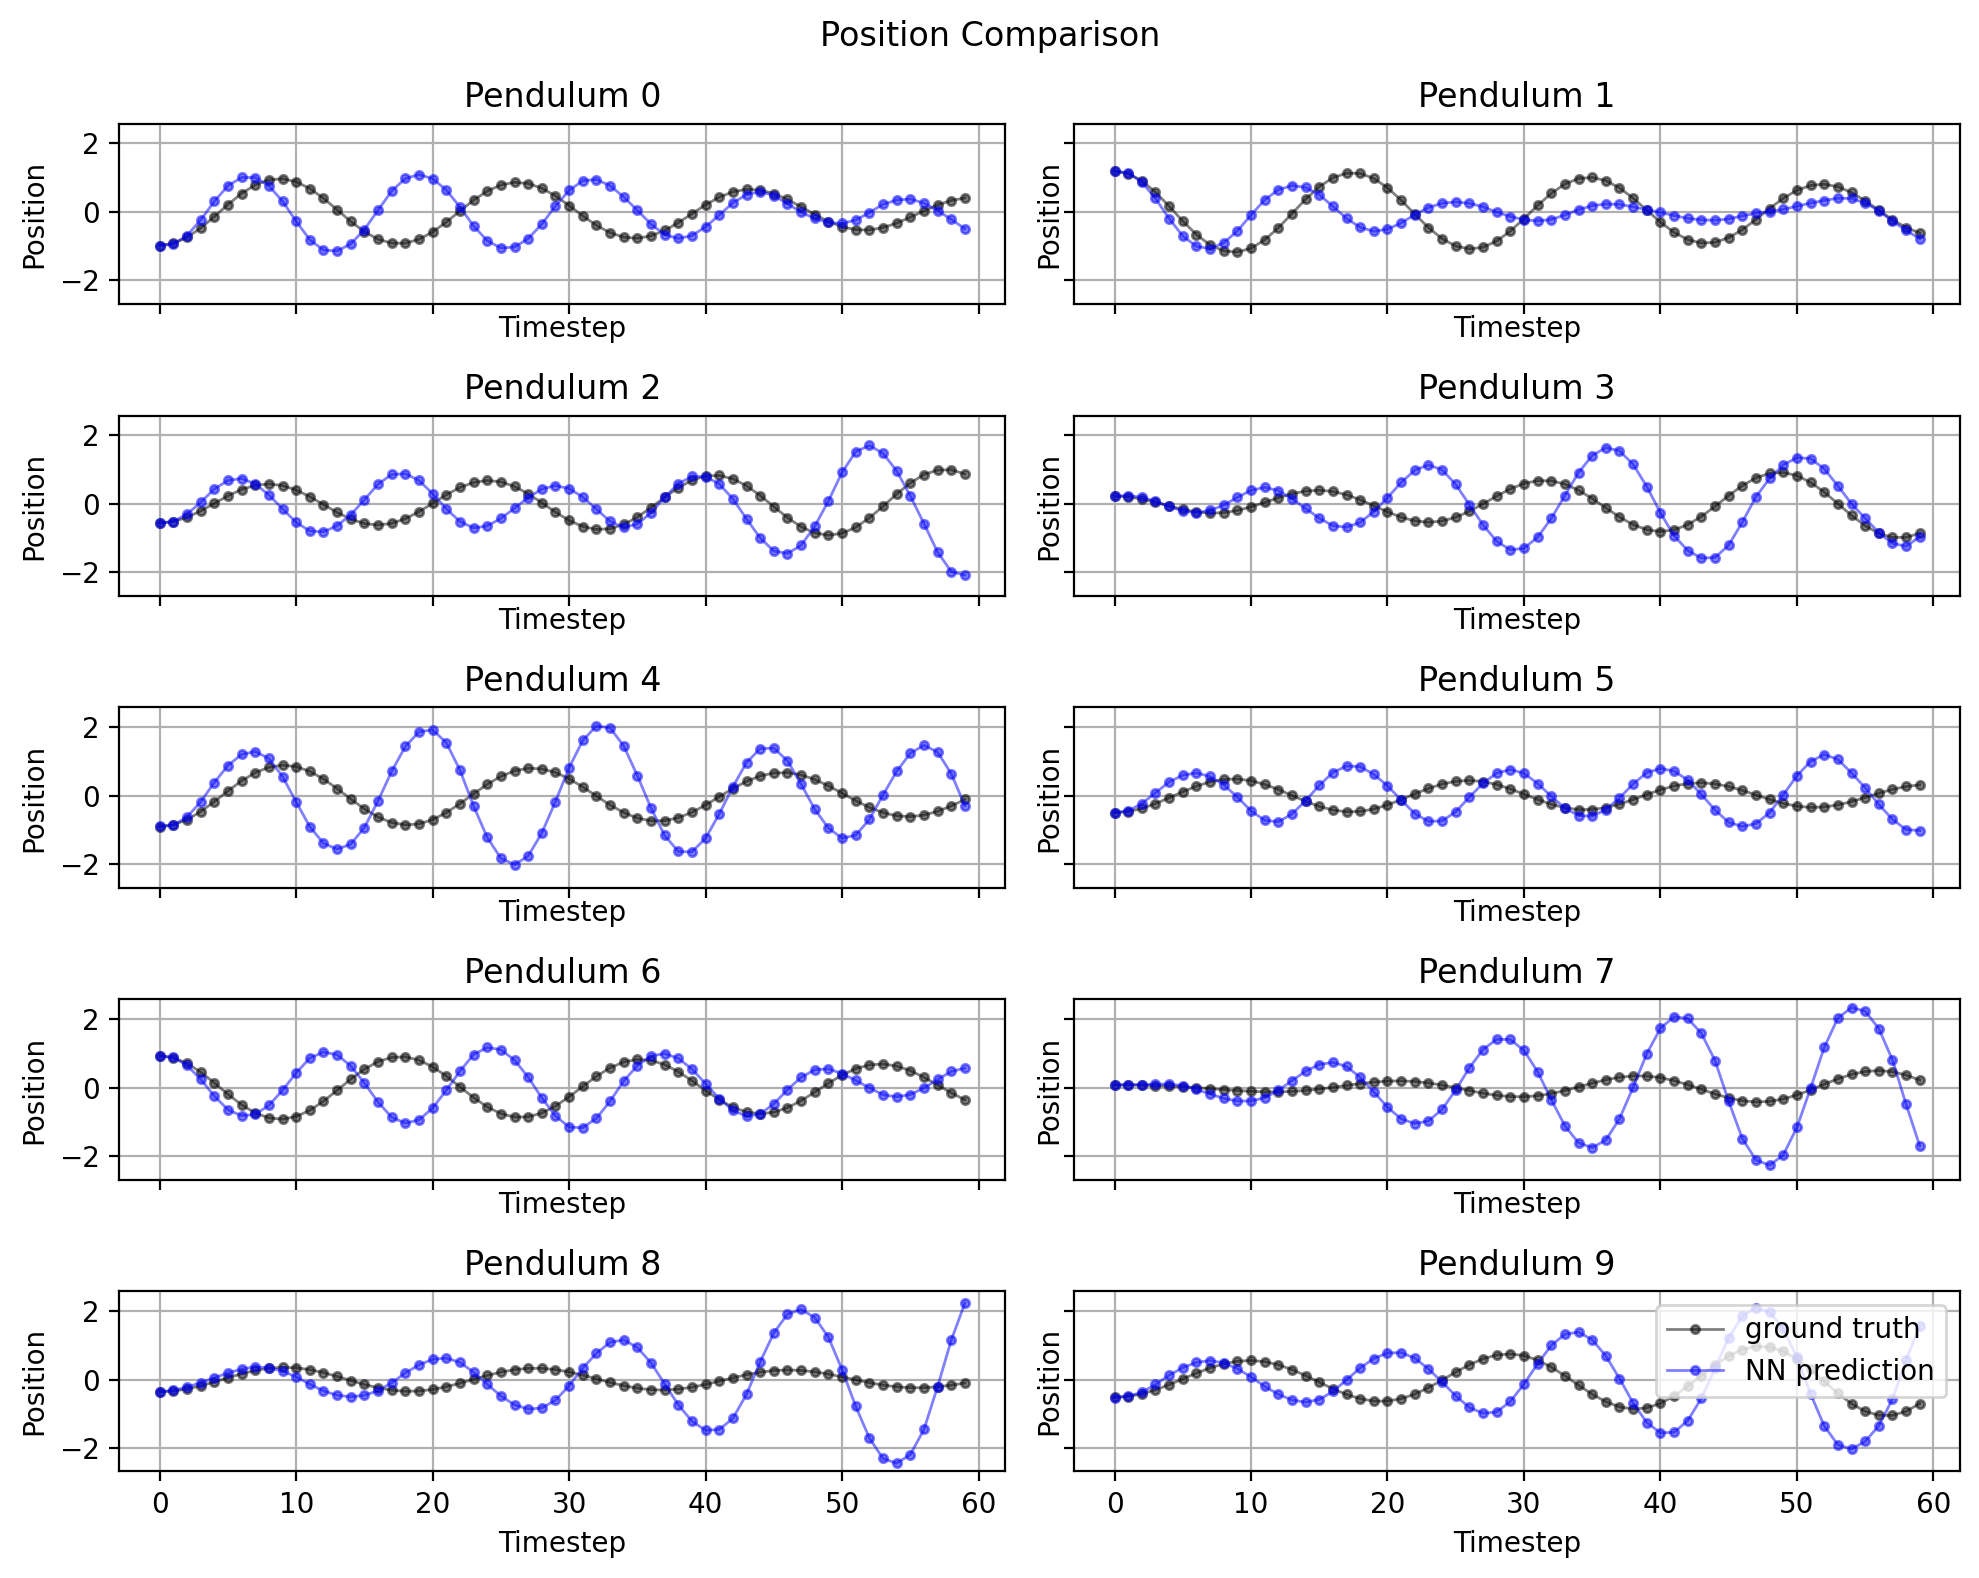 Position Comparison
Pendulum 0
Pendulum 1
2
0
−2
Position
Position
Timestep
Timestep
Pendulum 2
Pendulum 3
2
0
−2
Position
Position
Timestep
Timestep
Pendulum 4
Pendulum 5
2
0
−2
Position
Position
Timestep
Timestep
Pendulum 6
Pendulum 7
2
0
−2
Position
Position
Timestep
Timestep
Pendulum 8
Pendulum 9
2
0
−2
Position
Position
ground truth
NN prediction
0 10 20 30 40 50 60
0 10 20 30 40 50 60
Timestep
Timestep